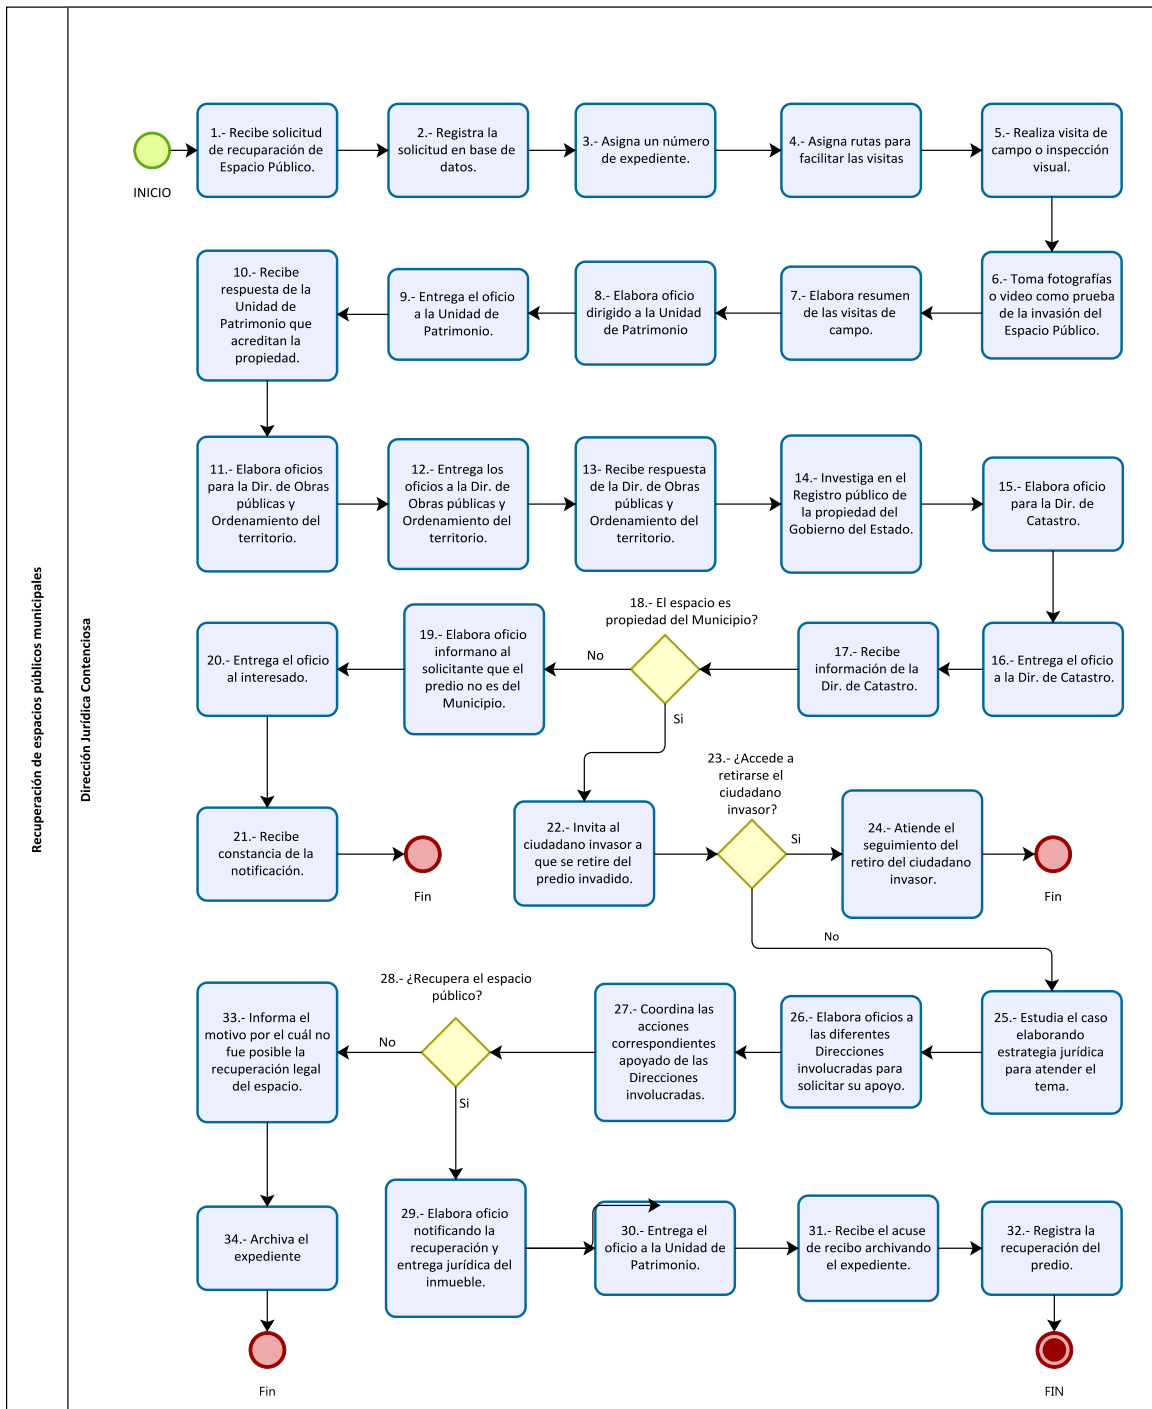 Recuperación de espacios públicos municipales
Dirección Jurídica Contenciosa
INICIO
1.- Recibe solicitud
de recuparación de
Espacio Público.
2.- Registra la
solicitud en base de
datos.
3.- Asigna un número
de expediente.
4.- Asigna rutas para
facilitar las visitas
5.- Realiza visita de
campo o inspección
visual.
6.- Toma fotografías
o video como prueba
de la invasión del
Espacio Público.
7.- Elabora resumen
de las visitas de
campo.
8.- Elabora oficio
dirigido a la Unidad
de Patrimonio
9.- Entrega el oficio
a la Unidad de
Patrimonio.
10.- Recibe
respuesta de la
Unidad de
Patrimonio que
acreditan la
propiedad.
11.- Elabora oficios
para la Dir. de Obras
públicas y
Ordenamiento del
territorio.
12.- Entrega los
oficios a la Dir. de
Obras públicas y
Ordenamiento del
territorio.
13- Recibe respuesta
de la Dir. de Obras
públicas y
Ordenamiento del
territorio.
14.- Investiga en el
Registro público de
la propiedad del
Gobierno del Estado.
15.- Elabora oficio
para la Dir. de
Catastro.
16.- Entrega el oficio
a la Dir. de Catastro.
17.- Recibe
información de la
Dir. de Catastro.
18.- El espacio es
propiedad del Municipio?
No
Si
19.- Elabora oficio
informano al
solicitante que el
predio no es del
Municipio.
20.- Entrega el oficio
al interesado.
21.- Recibe
constancia de la
notificación.
Fin
22.- Invita al
ciudadano invasor a
que se retire del
predio invadido.
23.- ¿Accede a
retirarse el
ciudadano
invasor?
Si
No
24.- Atiende el
seguimiento del
retiro del ciudadano
invasor.
Fin
25.- Estudia el caso
elaborando
estrategia jurídica
para atender el
tema.
26.- Elabora oficios a
las diferentes
Direcciones
involucradas para
solicitar su apoyo.
27.- Coordina las
acciones
correspondientes
apoyado de las
Direcciones
involucradas.
28.- ¿Recupera el espacio
público?
No
Si
33.- Informa el
motivo por el cuál no
fue posible la
recuperación legal
del espacio.
34.- Archiva el
expediente
Fin
29.- Elabora oficio
notificando la
recuperación y
entrega jurídica del
inmueble.
30.- Entrega el
oficio a la Unidad de
Patrimonio.
31.- Recibe el acuse
de recibo archivando
el expediente.
32.- Registra la
recuperación del
predio.
FIN